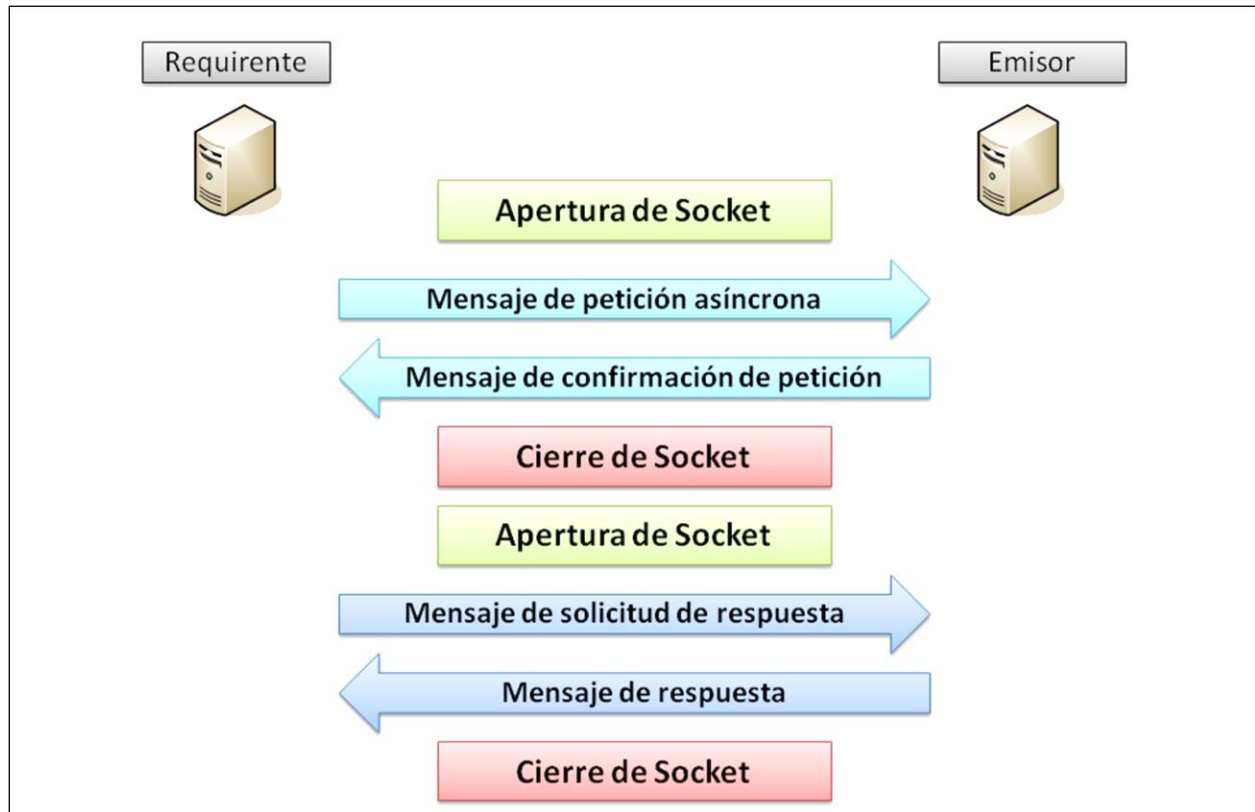 Requirente
Emisor
Apertura de Socket
Mensaje de petición asíncrona
Mensaje de confirmación de petición
Cierre de Socket
Apertura de Socket
Mensaje de solicitud de respuesta
Mensaje de respuesta
Cierre de Socket